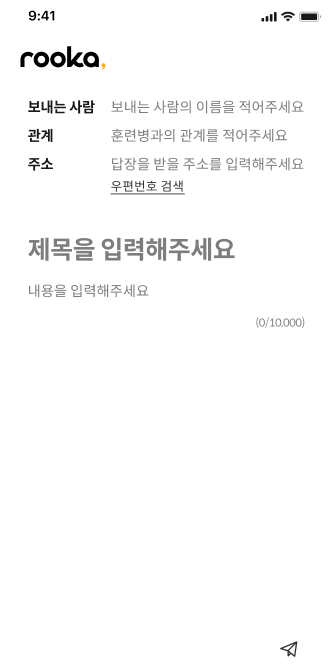 9:41
rooka,
보내는 사람 보내는 사람의 이름을 적어주세요
관계 훈련병과의 관계를 적어주세요
주소 답장을 받을 주소를 입력해주세요
우편번호 검색
제목을 입력해주세요
내용을 입력해주세요
(0/10,000)